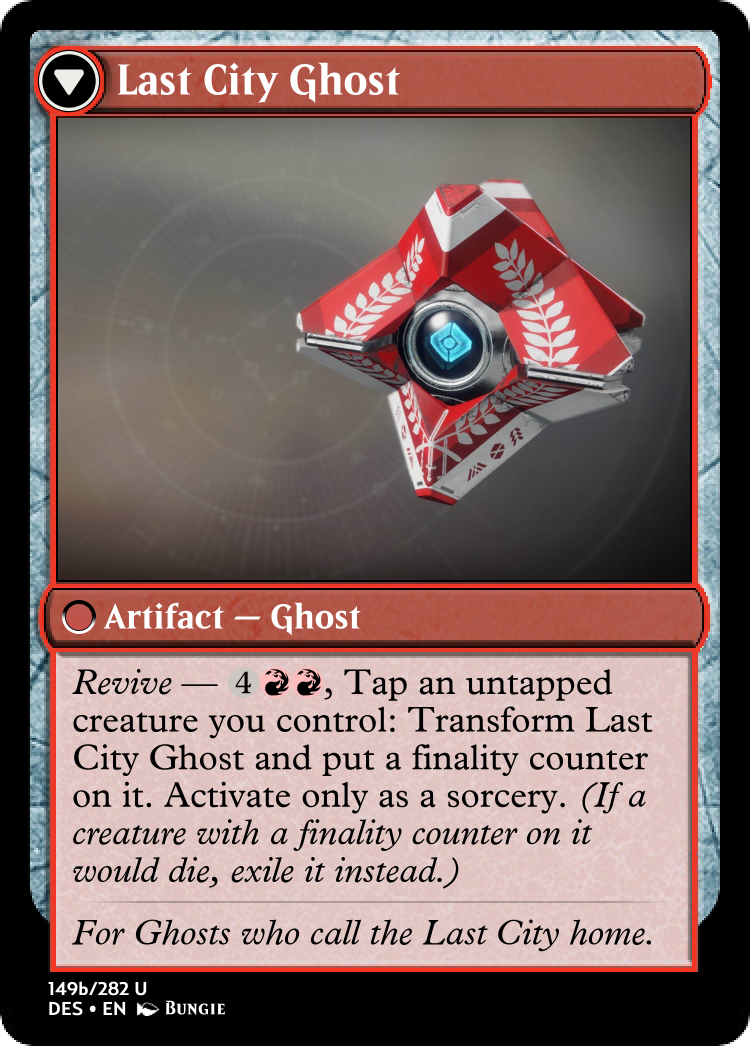 Last City Ghost
Artifact — Ghost
Revive — 4, Tap an untapped
creature you control: Transform Last
City Ghost and put a finality counter
on it. Activate only as a sorcery. (If a
creature with a finality counter on it
would die, exile it instead.)
For Ghosts who call the Last City home.
149b/282 U
DES • EN Bungie